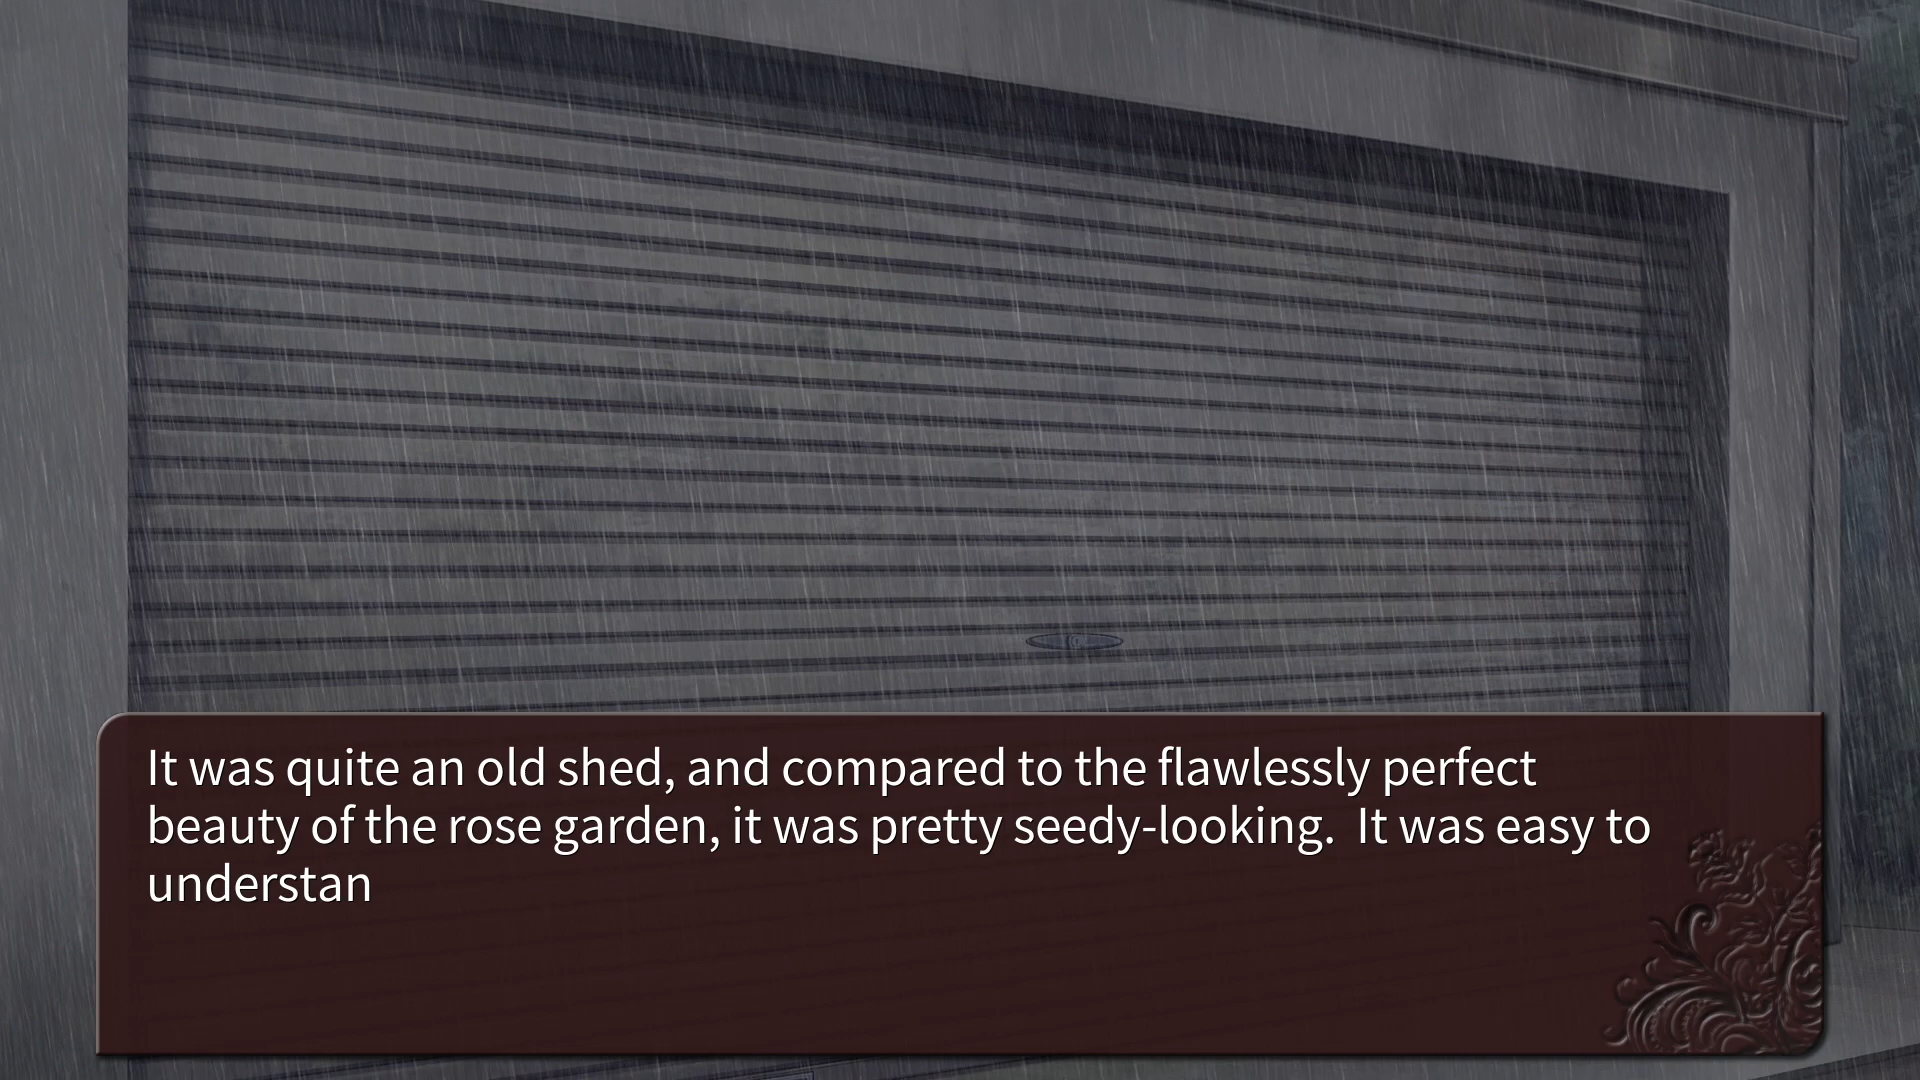 It was quite an old shed, and compared to the flawlessly perfect
beauty of the rose garden, it was pretty seedy-looking.  It was easy to
understan